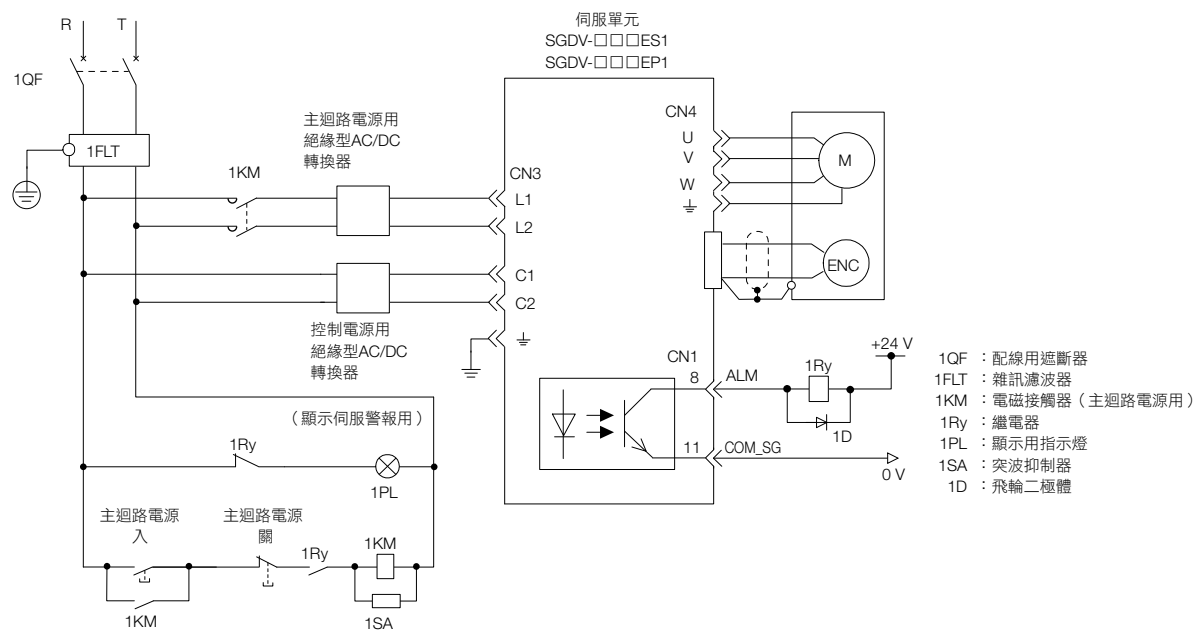 R
T
伺服單元
SGDV-□□□ES1
SGDV-□□□EP1
1QF
1FLT
主迴路電源用
絕緣型AC/DC
轉換器
1KM
CN3
L1
L2
C1
C2
控制電源用
絕緣型AC/DC
轉換器
CN4
U
V
W
M
ENC
CN1
8
ALM
11
COM_SG
+24 V
1Ry
1D
0 V
(顯示伺服警報用)
1Ry
1PL
主迴路電源
入
主迴路電源
關
1Ry
1KM
1KM
1SA
1QF :配線用遮斷器
1FLT :雜訊濾波器
1KM :電磁接觸器(主迴路電源用)
1Ry :繼電器
1PL :顯示用指示燈
1SA :突波抑制器
1D :飛輪二極體